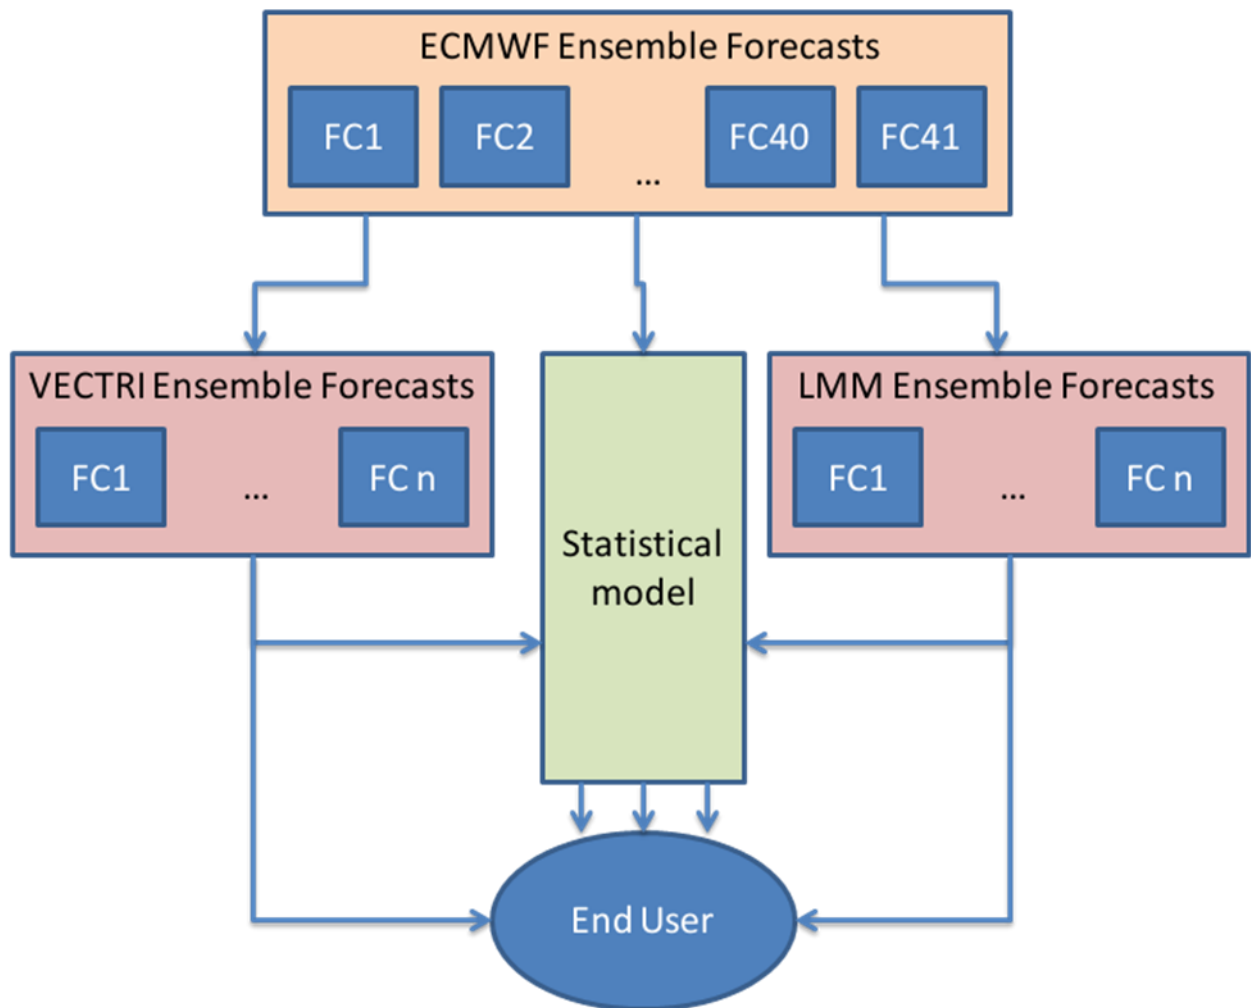 ECMWF Ensemble Forecasts
FC1 FC2 ... FC40 FC41
VECTRI Ensemble Forecasts
FC1 ... FC n
LMM Ensemble Forecasts
FC1 ... FC n
Statistical
model
End User